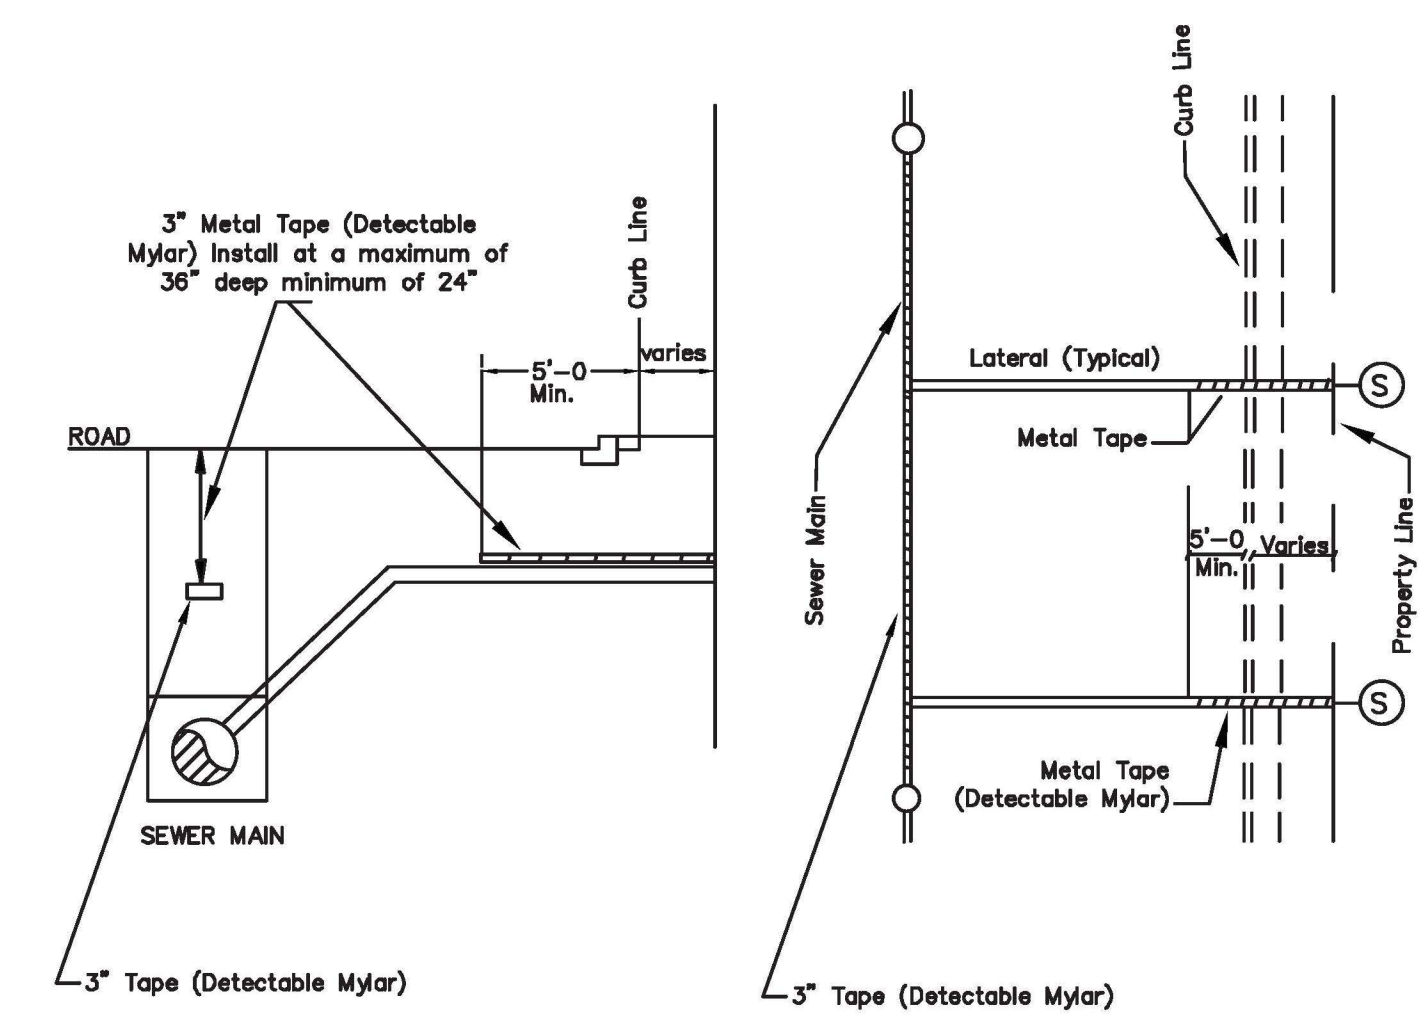 3" Metal Tape (Detectable
Mylar) Install at a maximum of
36" deep minimum of 24"
Curb Line
varies
5'-0
Min.
ROAD
SEWER MAIN
3" Tape (Detectable Mylar)
Curb Line
Lateral (Typical)
S
Metal Tape
Sewer Main
5'-0
Min.
Varies
Property Line
S
Metal Tape
(Detectable Mylar)
3" Tape (Detectable Mylar)